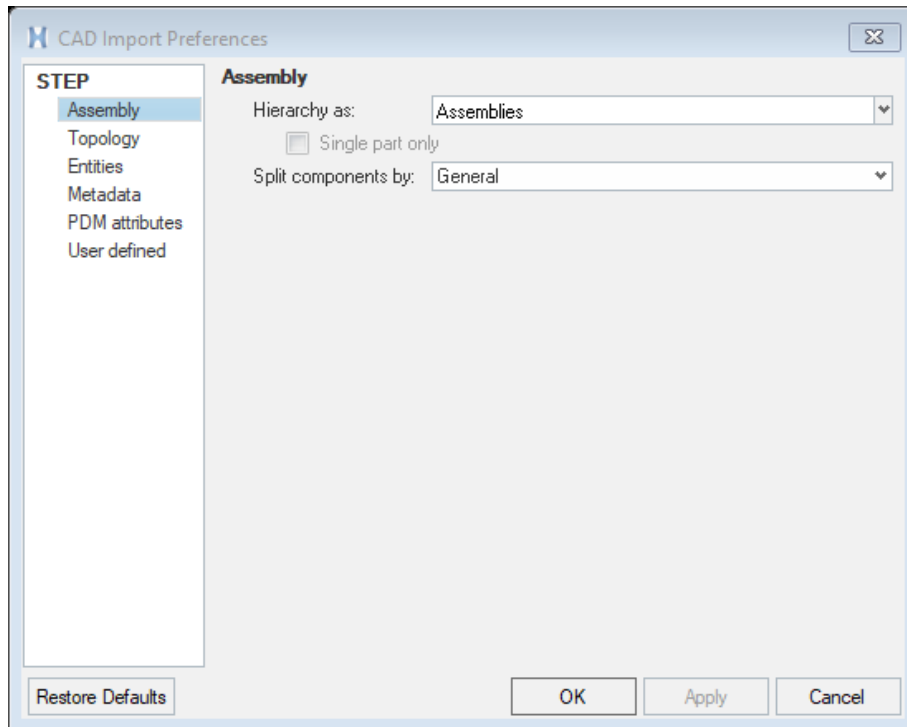 CAD Import Preferences
STEP
Assembly
Topology
Entities
Metadata
PDM attributes
User defined
Assembly
Hierarchy as: Assemblies
Single part only
Split components by: General
Restore Defaults
OK
Apply
Cancel